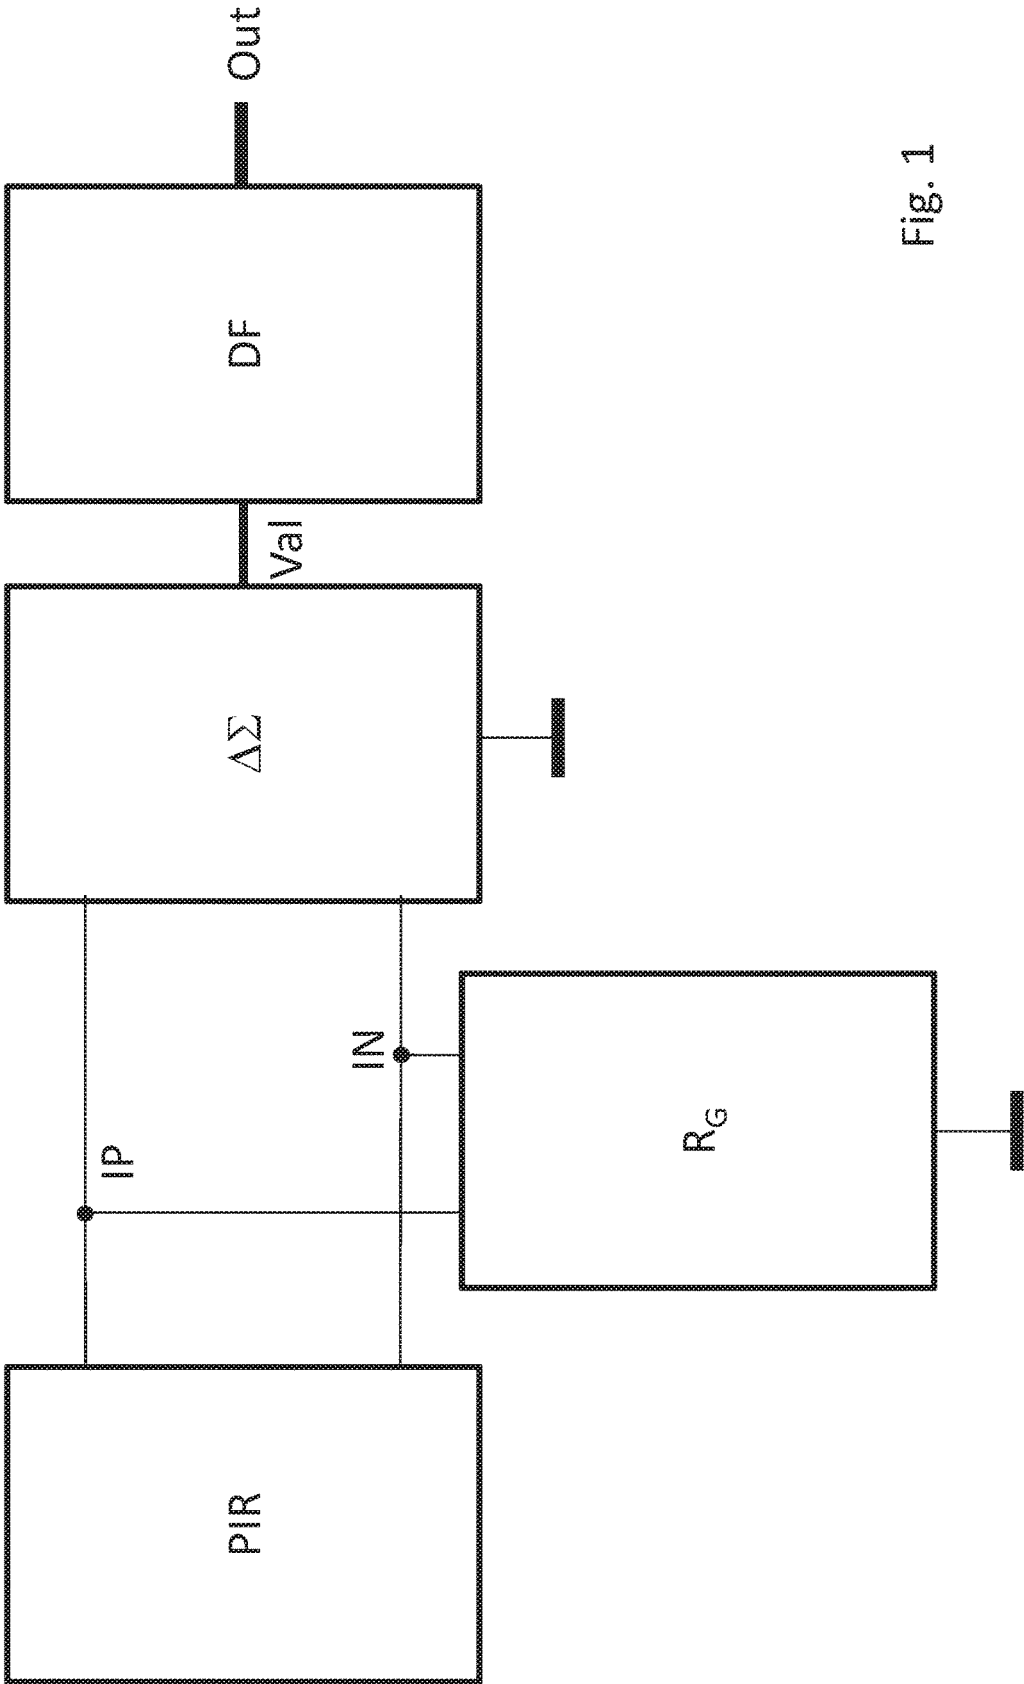 PIR
IP
IN
R_G
ΔΣ
Val
DF
Out
Fig. 1